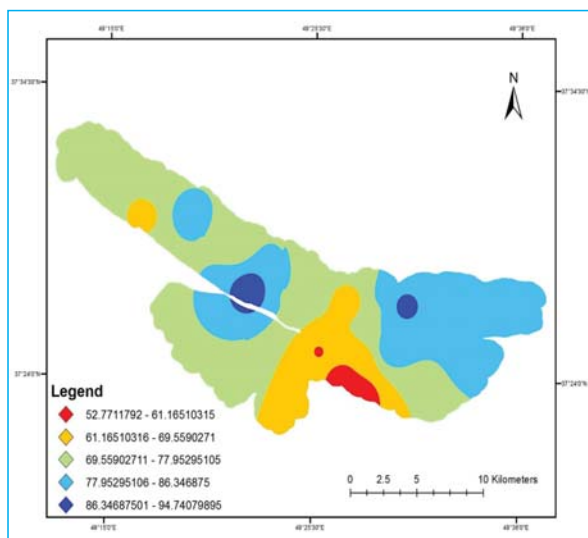 48°15'0"E 48°25'30"E 48°36'0"E
37°34'30"N 37°34'30"N
N
37°24'0"N 37°24'0"N
Legend
52.7711792 - 61.16510315
61.16510316 - 69.5590271
69.55902711 - 77.95295105
77.95295106 - 86.346875
86.34687501 - 94.74079895
0 2.5 5 10 Kilometers
48°15'0"E 48°25'30"E 48°36'0"E